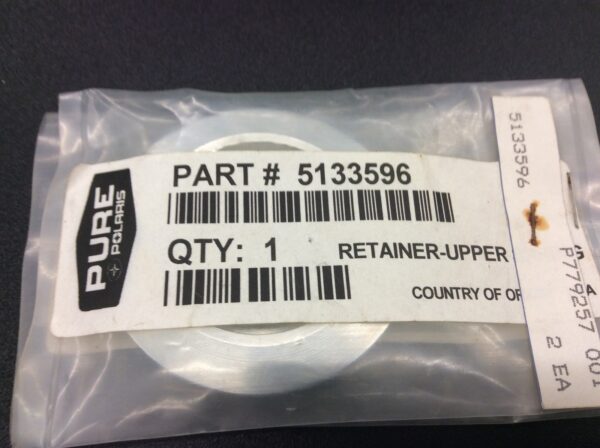 PURE
POLARIS
PART # 5133596
QTY: 1 RETAINER-UPPER
COUNTRY OF OR
5133596
P779257 001
2 EA